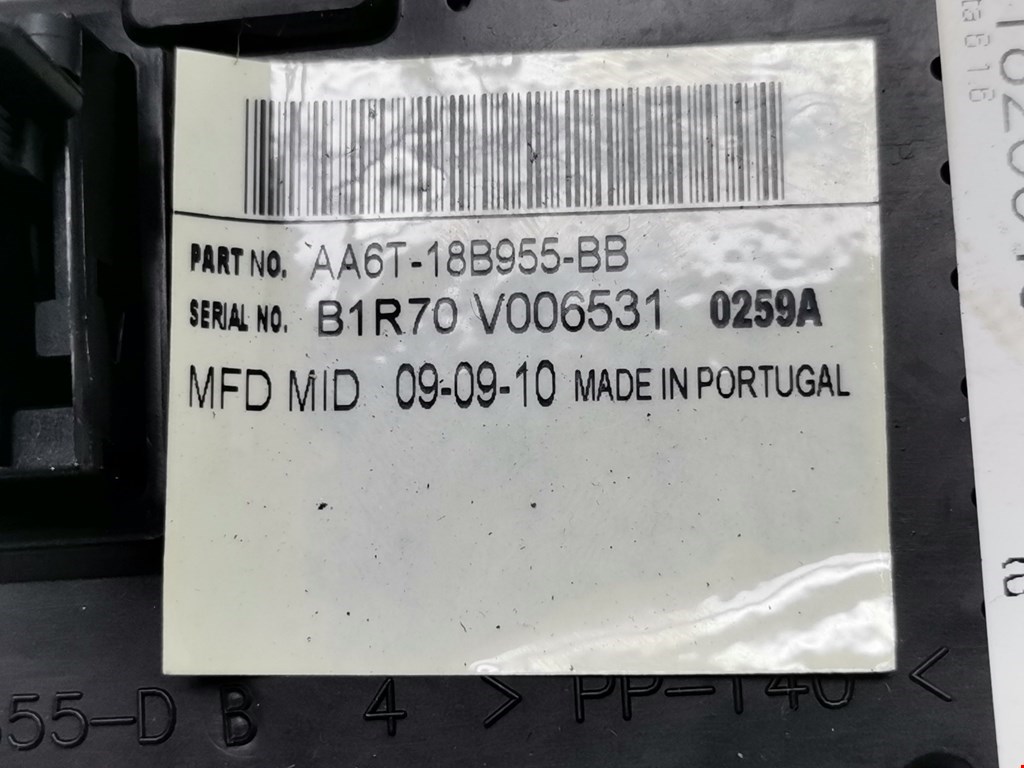 PART NO. AA6T-18B955-BB
SERIAL NO. B1R70 V006531 0259A
MFD MID 09-09-10 MADE IN PORTUGAL
555-D B 4 > PP-T40 <